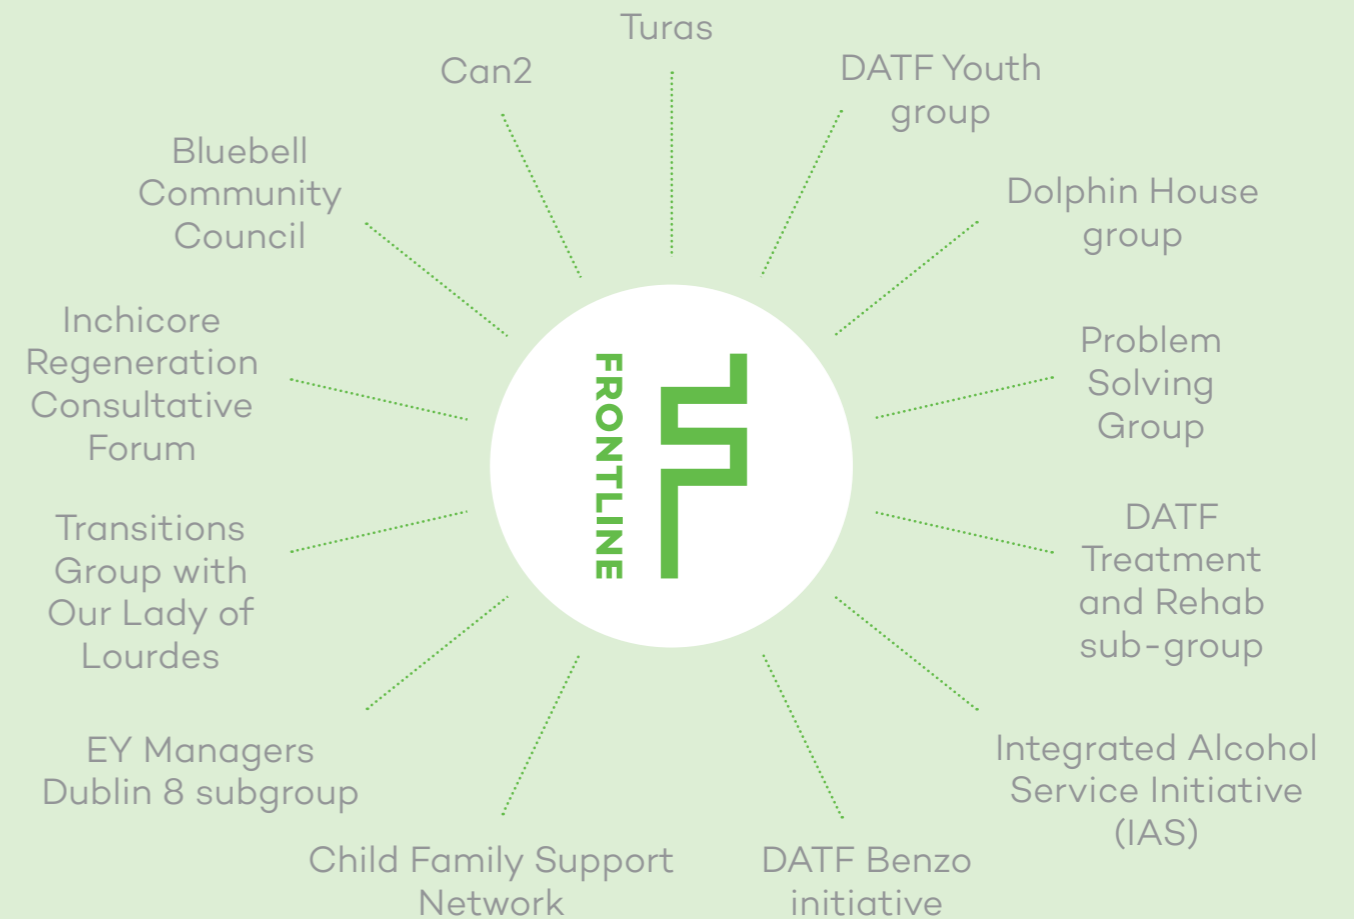 Turas
Can2
DATF Youth
group
Bluebell
Community
Council
Dolphin House
group
Inchicore
Regeneration
Consultative
Forum
Problem
Solving
Group
FRONTLINE
Transitions
Group with
Our Lady of
Lourdes
DATF
Treatment
and Rehab
sub-group
EY Managers
Dublin 8 subgroup
Integrated Alcohol
Service Initiative
(IAS)
Child Family Support
Network
DATF Benzo
initiative